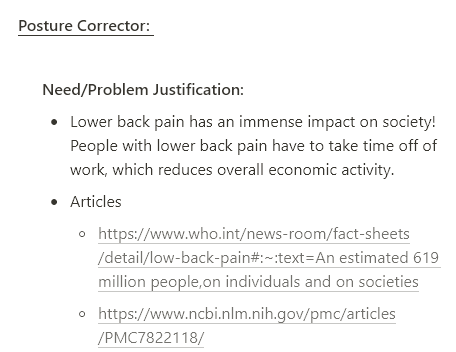 Posture Corrector:
Need/Problem Justification:
• Lower back pain has an immense impact on society!
People with lower back pain have to take time off of
work, which reduces overall economic activity.
• Articles
◦ https://www.who.int/news-room/fact-sheets
/detail/low-back-pain#:~:text=An estimated 619
million people,on individuals and on societies
◦ https://www.ncbi.nlm.nih.gov/pmc/articles
/PMC7822118/